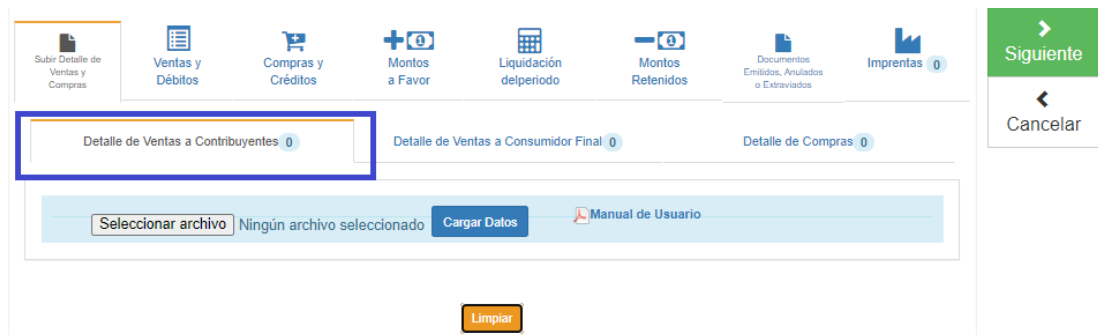 Subir Detalle de
Ventas y
Compras
Ventas y
Débitos
Compras y
Créditos
Montos
a Favor
Liquidación
delperiodo
Montos
Retenidos
Documentos
Emitidos, Anulados
o Extraviados
Imprentas 0
Siguiente
Cancelar
Detalle de Ventas a Contribuyentes 0
Detalle de Ventas a Consumidor Final 0
Detalle de Compras 0
Seleccionar archivo Ningún archivo seleccionado Cargar Datos Manual de Usuario
Limpiar